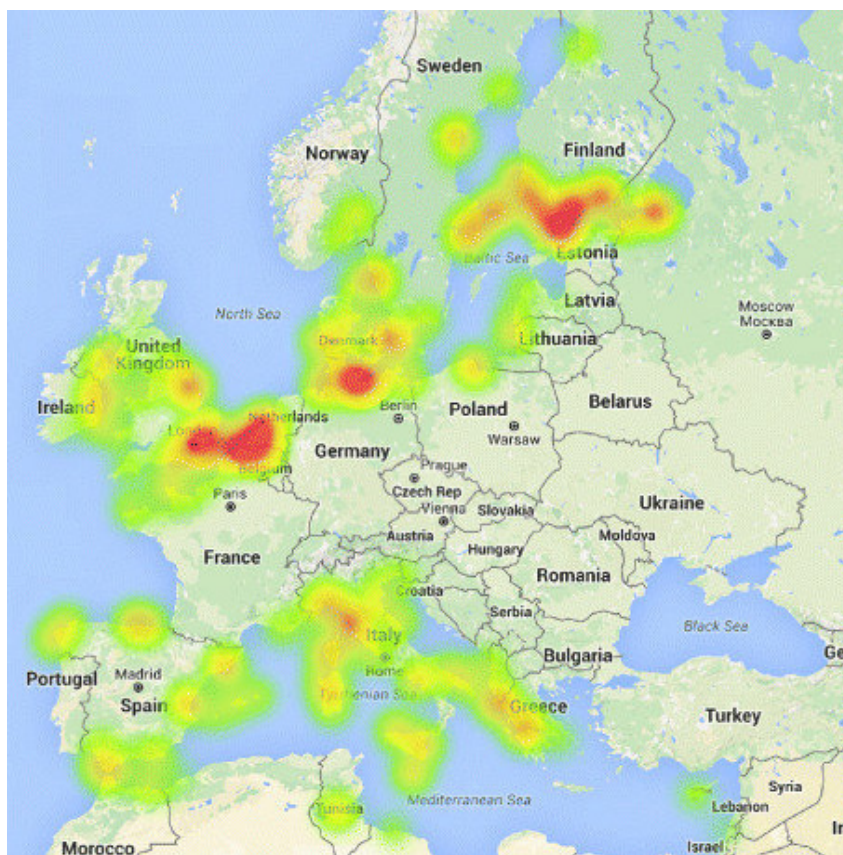 Sweden
Norway
Finland
Baltic Sea
Estonia
Latvia
Moscow
Москва
North Sea
Denmark
Lithuania
United
Kingdom
Ireland
Belarus
Netherlands
Berlin
Poland
London
Warsaw
Germany
Belgium
Prague
Czech Rep
Ukraine
Paris
Vienna
Slovakia
Austria
Moldova
Hungary
France
Romania
Croatia
Serbia
Italy
Black Sea
Rome
Bulgaria
Ge
Portugal
Madrid
Spain
Tyrrhenian Sea
Greece
Turkey
Syria
Mediterranean Sea
Lebanon
Tunisia
Ir
Morocco
Israel